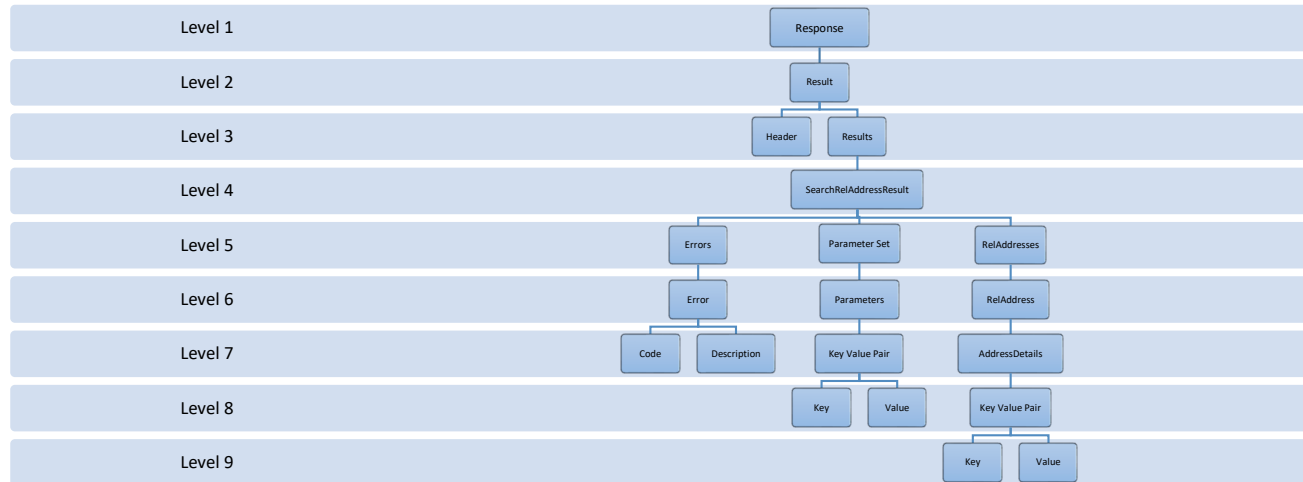 Level 1
Response
Level 2
Result
Level 3
Header
Results
Level 4
SearchRelAddressResult
Level 5
Errors
Parameter Set
RelAddresses
Level 6
Error
Parameters
RelAddress
Level 7
Code
Description
Key Value Pair
AddressDetails
Level 8
Key
Value
Key Value Pair
Level 9
Key
Value